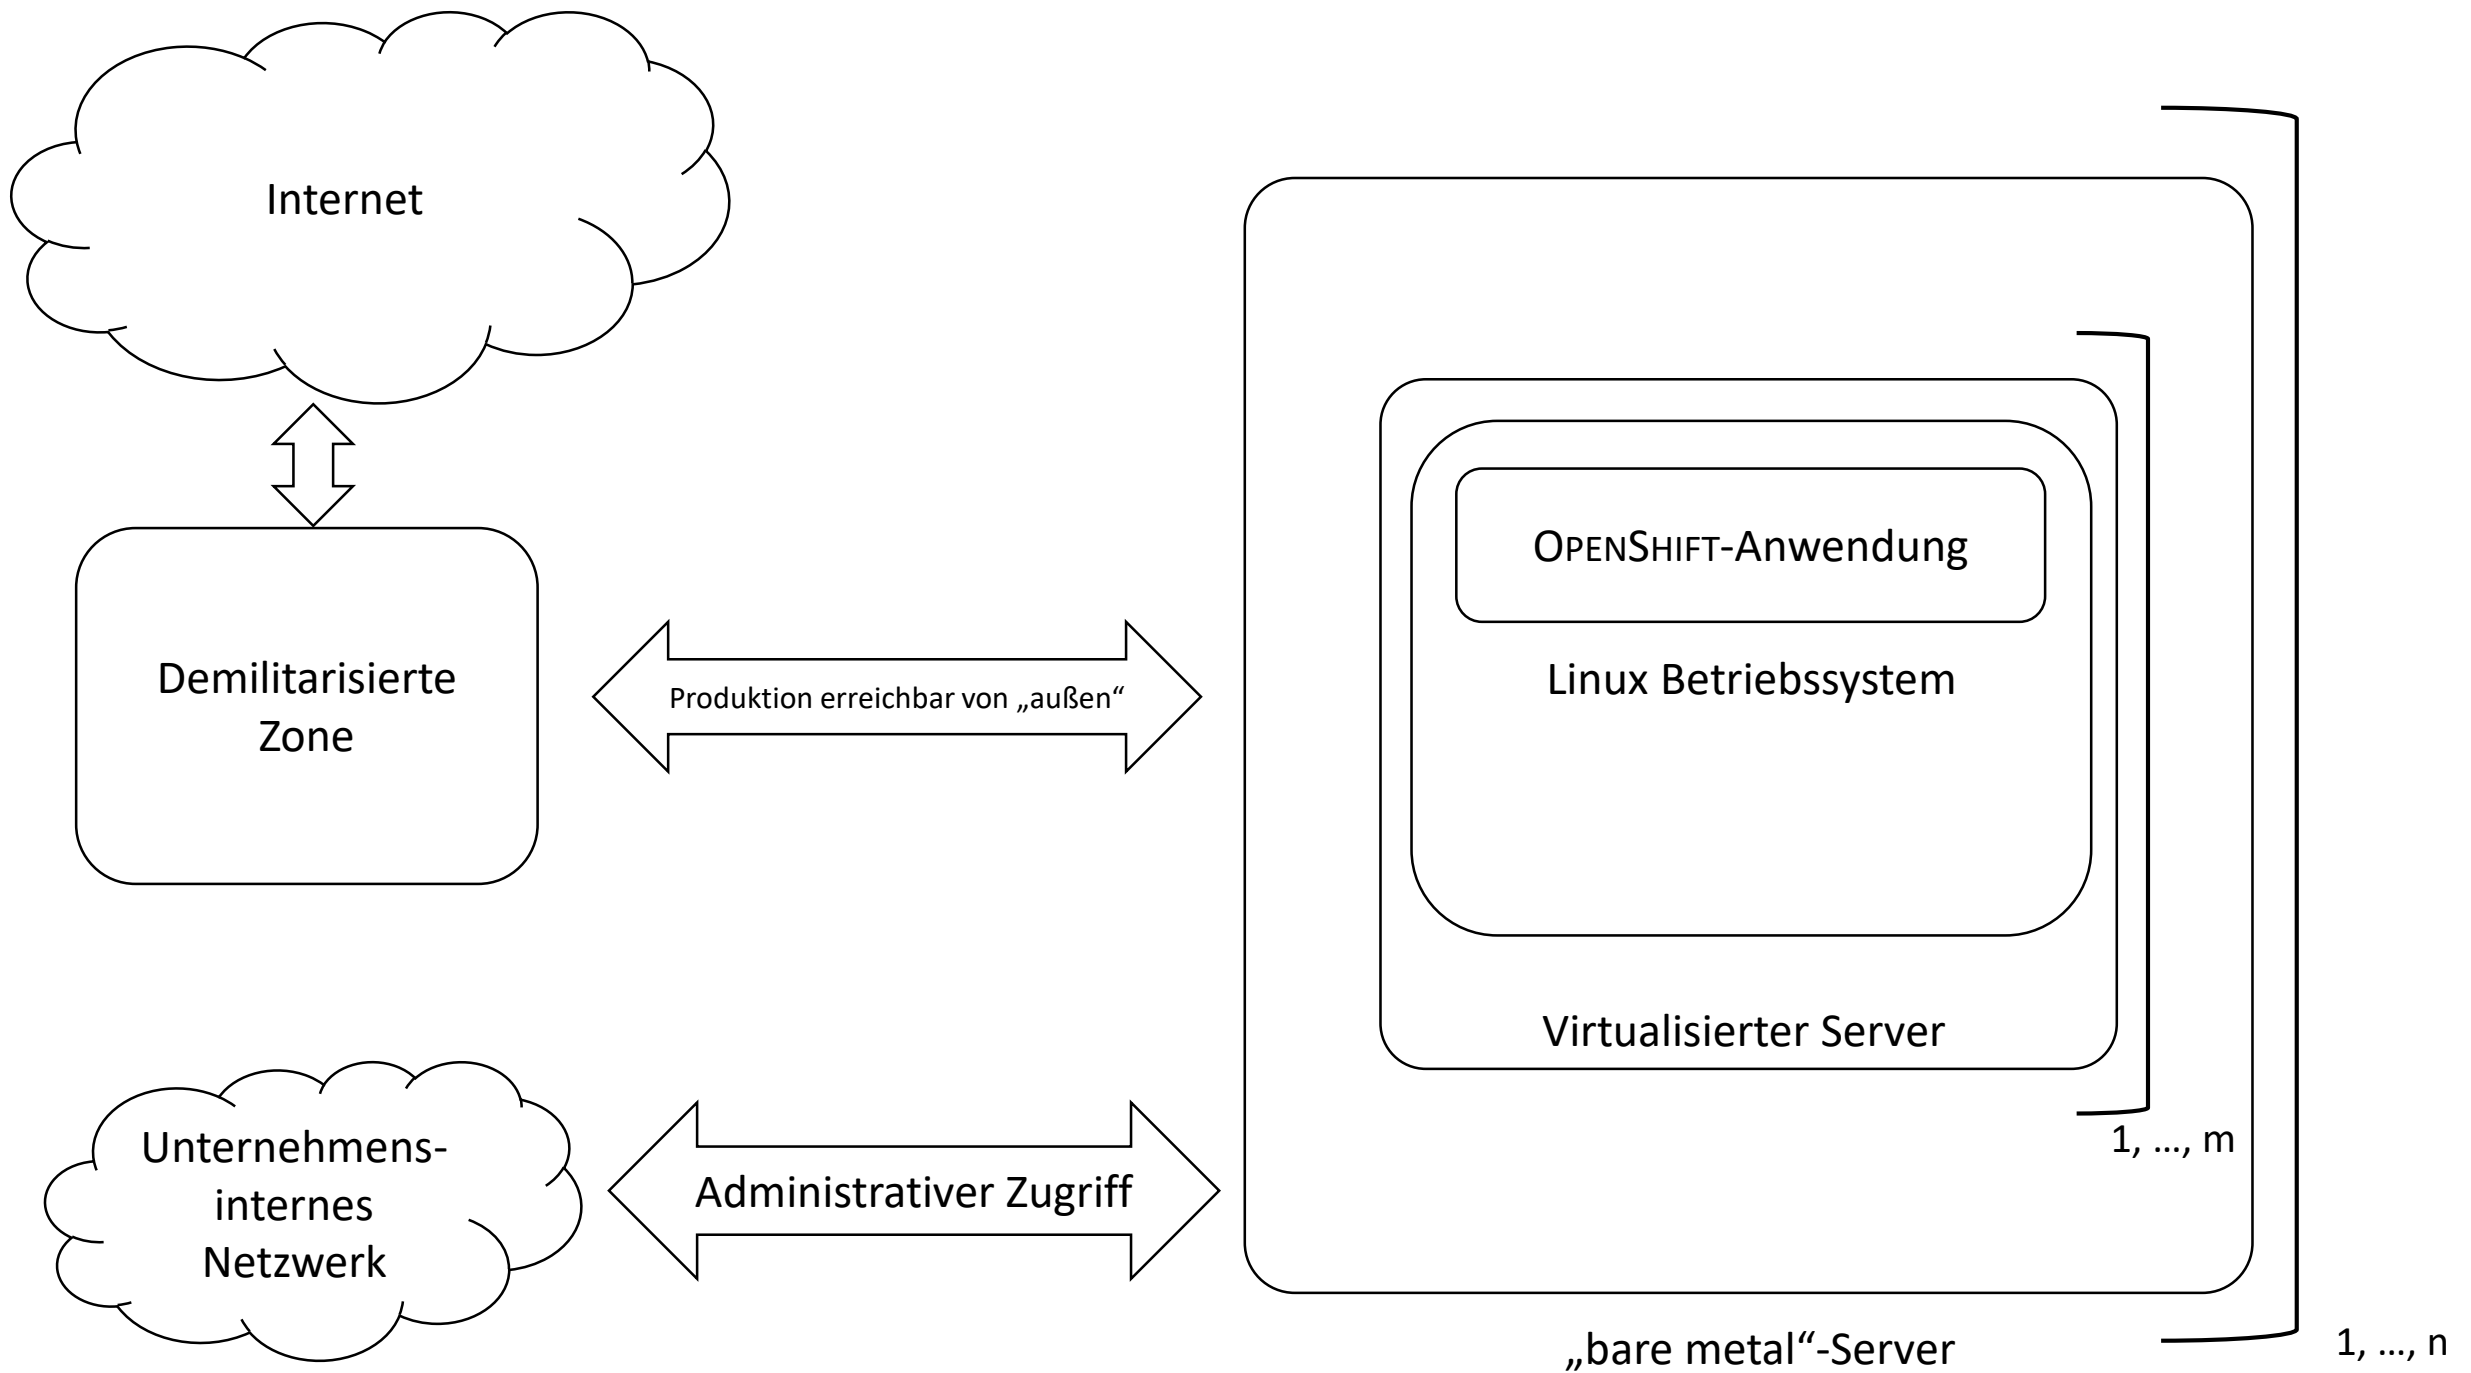 Internet
OPENSHIFT-Anwendung
Demilitarisierte
Zone
Produktion erreichbar von „außen“
Linux Betriebssystem
Virtualisierter Server
1, …, m
Unternehmens-
internes
Netzwerk
Administrativer Zugriff
„bare metal“-Server
1, …, n